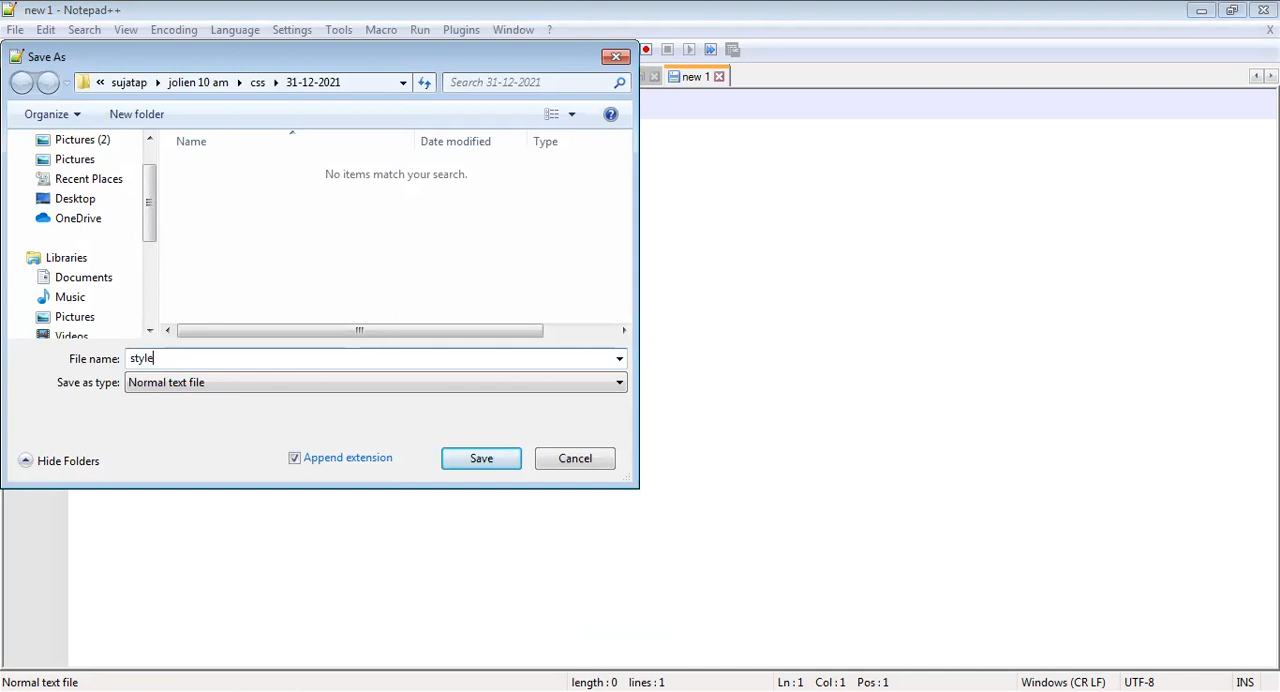 new 1 - Notepad++
File Edit Search View Encoding Language Settings Tools Macro Run Plugins Window ? X
Save As
« sujatap jolien 10 am css 31-12-2021 Search 31-12-2021
new 1
Organize New folder
Name Date modified Type
No items match your search.
Pictures (2)
Pictures
Recent Places
Desktop
OneDrive
Libraries
Documents
Music
Pictures
Videos
File name: style
Save as type: Normal text file
Hide Folders Append extension Save Cancel
Normal text file length : 0 lines : 1 Ln : 1 Col : 1 Pos : 1 Windows (CR LF) UTF-8 INS